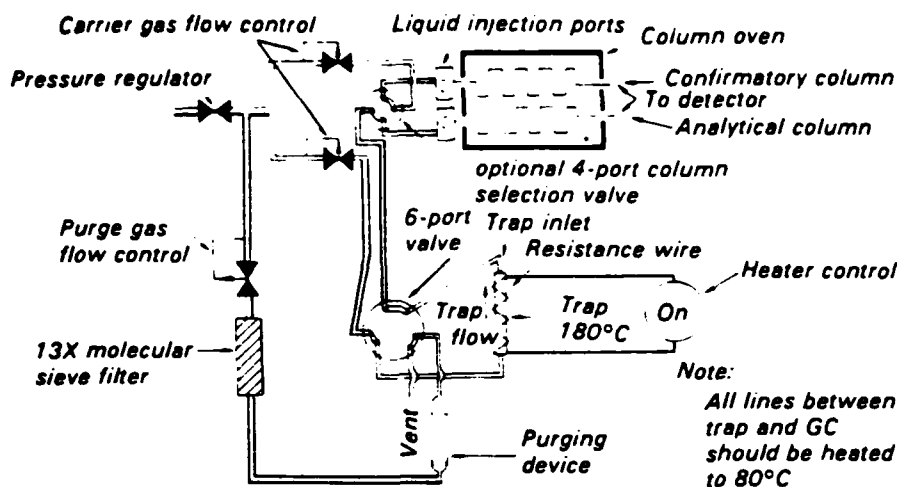 Carrier gas flow control
Liquid injection ports
Column oven
Pressure regulator
Confirmatory column
To detector
Analytical column
optional 4-port column
selection valve
6-port
valve
Trap inlet
Resistance wire
Purge gas
flow control
Heater control
Trap
flow
Trap
180°C
On
13X molecular
sieve filter
Note:
All lines between
trap and GC
should be heated
to 80°C
Vent
Purging
device